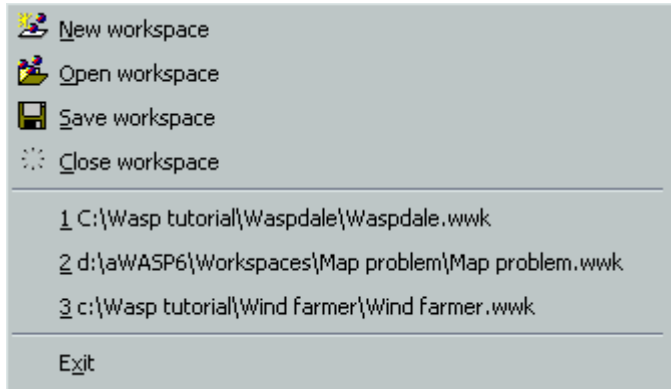 New workspace
Open workspace
Save workspace
Close workspace
1 C:\Wasp tutorial\Waspdale\Waspdale.wwk
2 d:\aWASP6\Workspaces\Map problem\Map problem.wwk
3 c:\Wasp tutorial\Wind farmer\Wind farmer.wwk
Exit